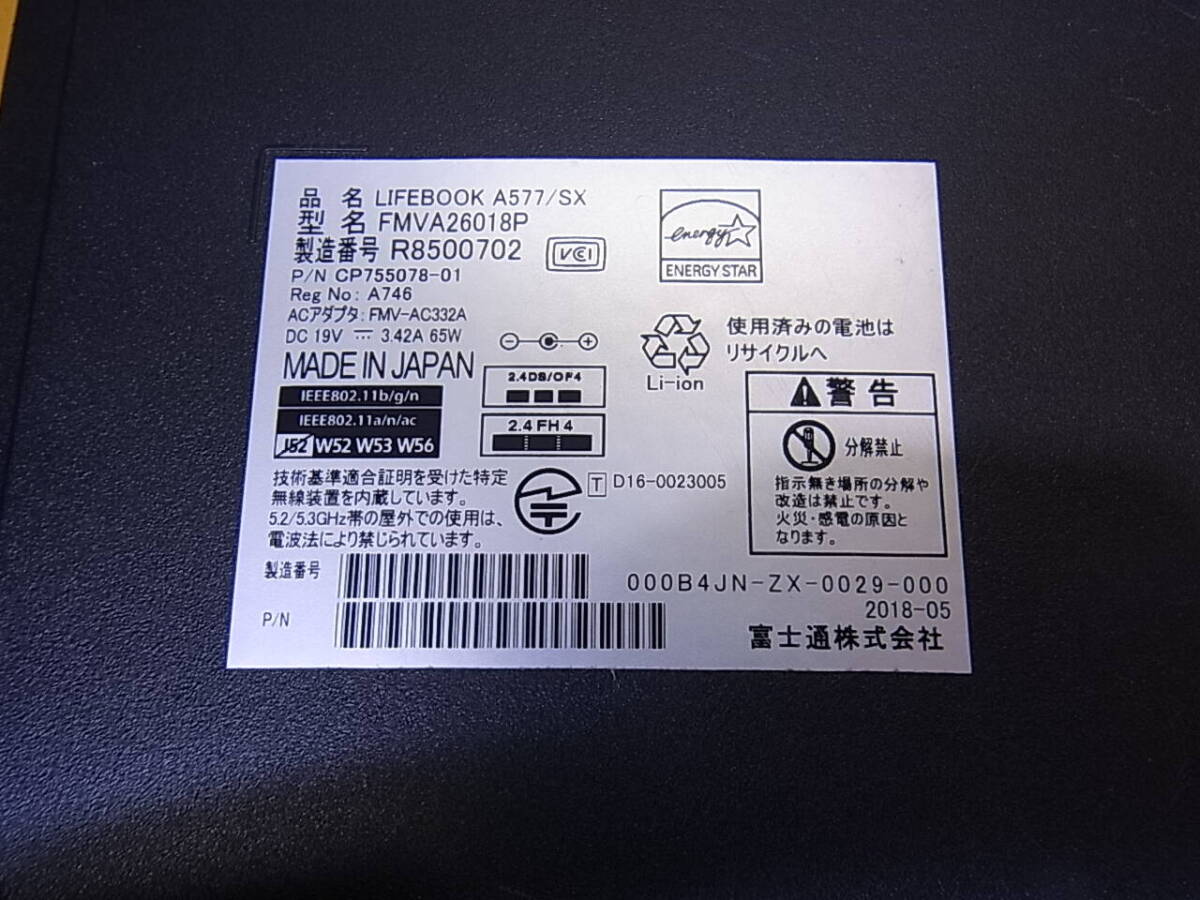 品 名 LIFEBOOK A577/SX
型 名 FMVA26018P
製造番号 R8500702
VCI
P/N CP755078-01
Reg No: A746
ACアダプタ: FMV-AC332A
DC 19V 3.42A 65W
MADE IN JAPAN
IEEE802.11b/g/n
IEEE802.11a/n/ac
J52 W52 W53 W56
2.4DS/OF4
2.4FH4
技術基準適合証明を受けた特定
無線装置を内蔵しています。
5.2/5.3GHz帯の屋外での使用は、
電波法により禁じられています。
T D16-0023005
energy
ENERGY STAR
Li-ion
使用済みの電池は
リサイクルへ
警告
分解禁止
指示無き場所の分解や
改造は禁止です。
火災・感電の原因と
なります。
製造番号
P/N
000B4JN-ZX-0029-000
2018-05
富士通株式会社